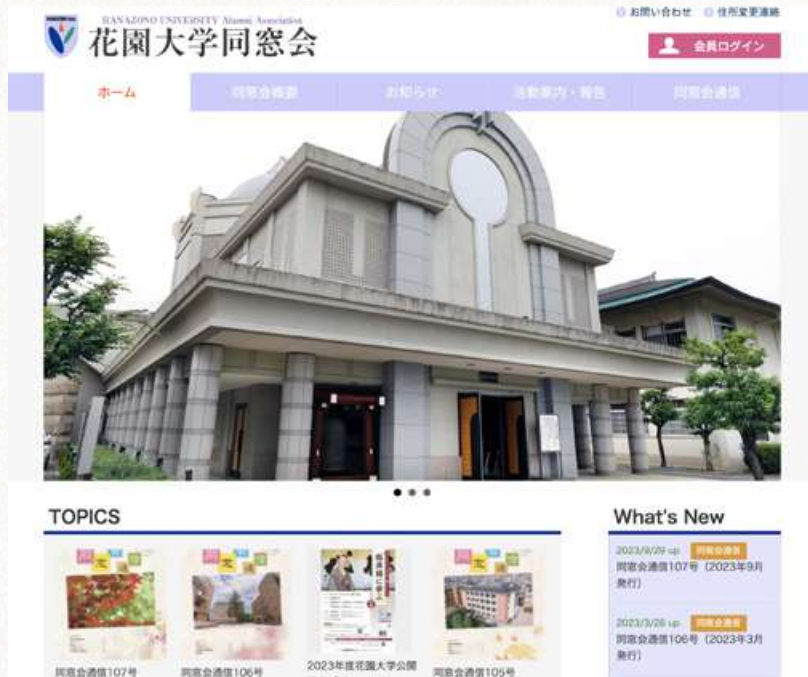 お問い合わせ 住所変更連絡
HANAZONO UNIVERSITY Alumni Association
花園大学同窓会
会員ログイン
ホーム 同窓会概要 お知らせ 活動案内・報告 同窓会通信
TOPICS
同窓会通信107号
同窓会通信106号
2023年度花園大学公開
同窓会通信105号
What's New
2023/9/29 up 同窓会通信
同窓会通信107号(2023年9月
発行)
2023/3/28 up 同窓会通信
同窓会通信106号(2023年3月
発行)